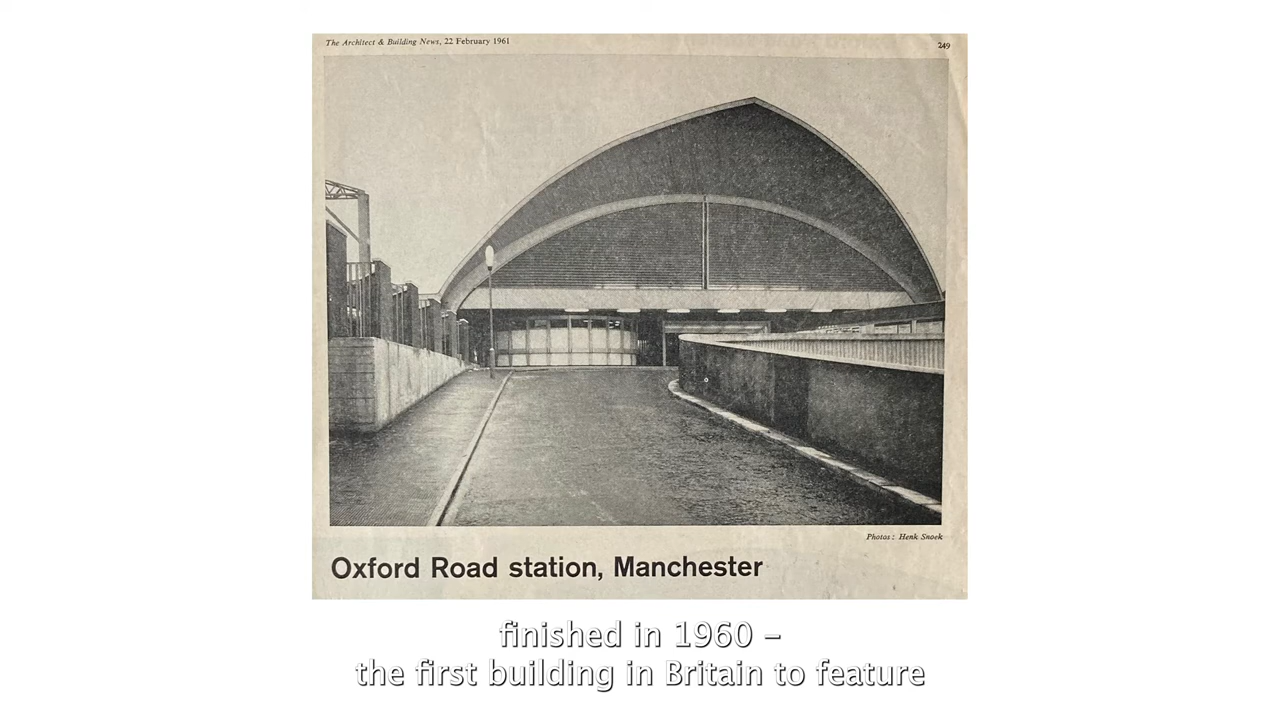 The Architect & Building News, 22 February 1961
249
Photos: Henk Snoek
Oxford Road station, Manchester
finished in 1960 –
the first building in Britain to feature